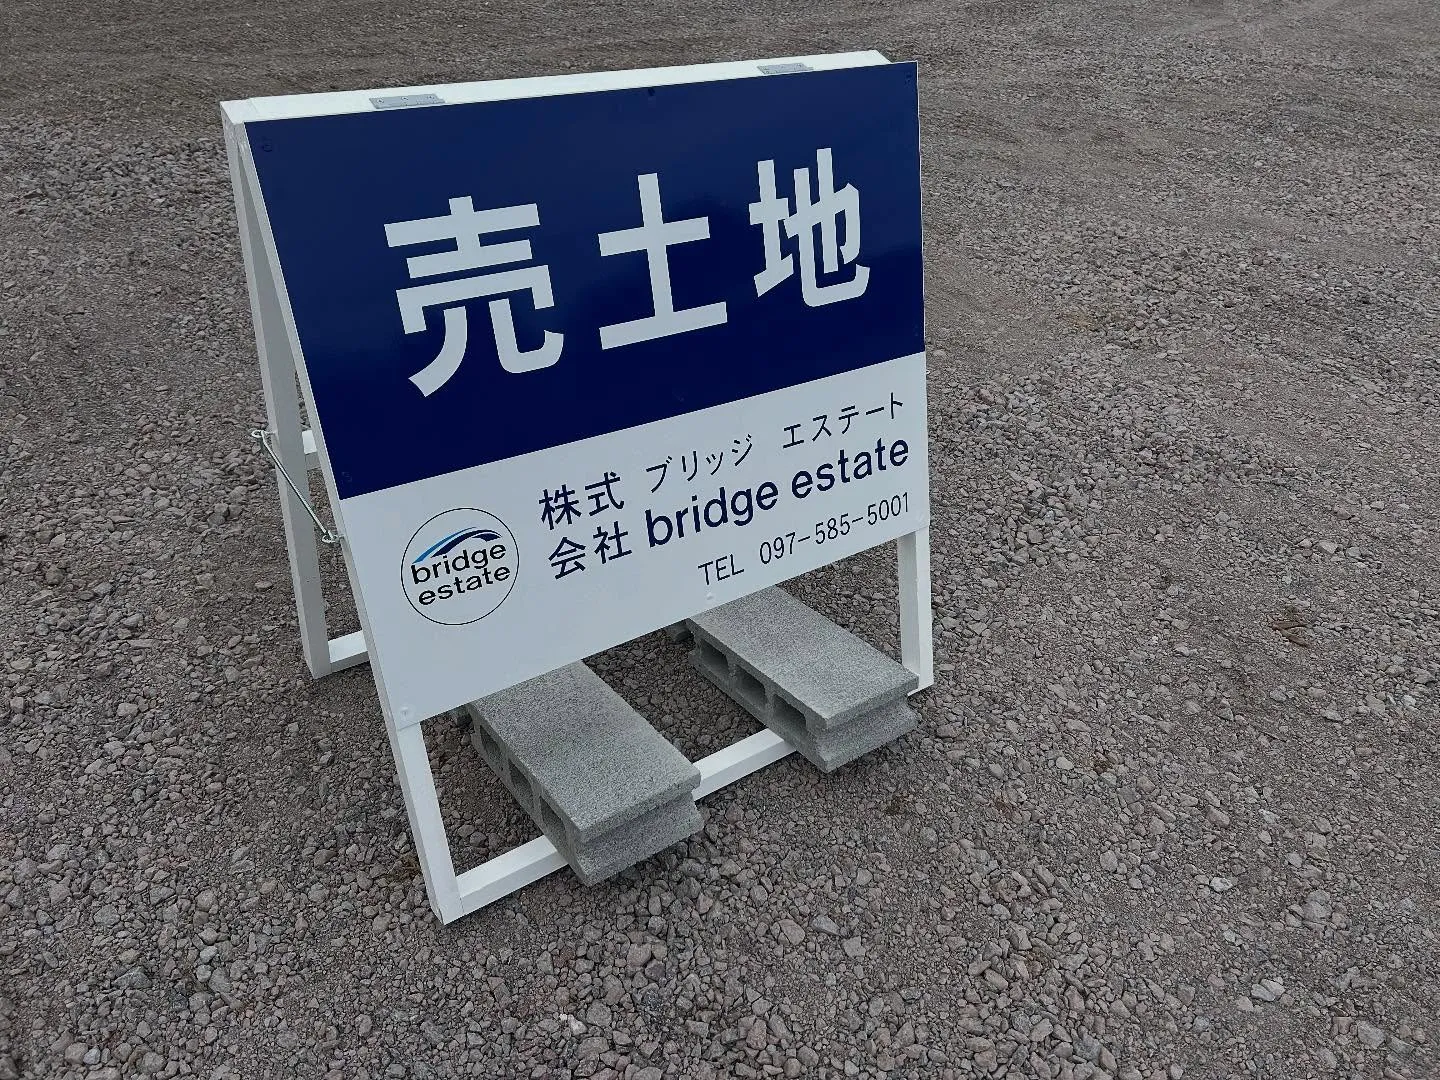 売土地
bridge
estate
株式 ブリッジ エステート
会社 bridge estate
TEL 097-585-5001